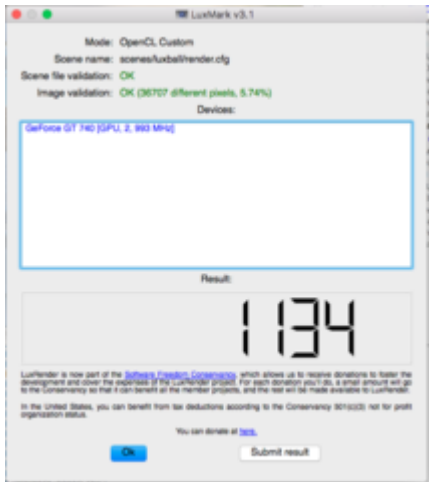 LuxMark v3.1
Mode: OpenCL Custom
Scene name: scenes/luxball/render.cfg
Scene file validation: OK
Image validation: OK (36707 different pixels, 5.74%)
Devices:
GeForce GT 740 [GPU, 2, 993 MHz]
Result:
1134
LuxRender is now part of the Software Freedom Conservancy, which allows us to receive donations to foster the
development and cover the expenses of the LuxRender project. For each donation you'll do, a small amount will go
to the Conservancy so that it can benefit all the member projects, and the rest will be made available to LuxRender.
In the United States, you can benefit from tax deductions according to the Conservancy 501(c)(3) not for profit
organization status.
You can donate at here.
Ok
Submit result